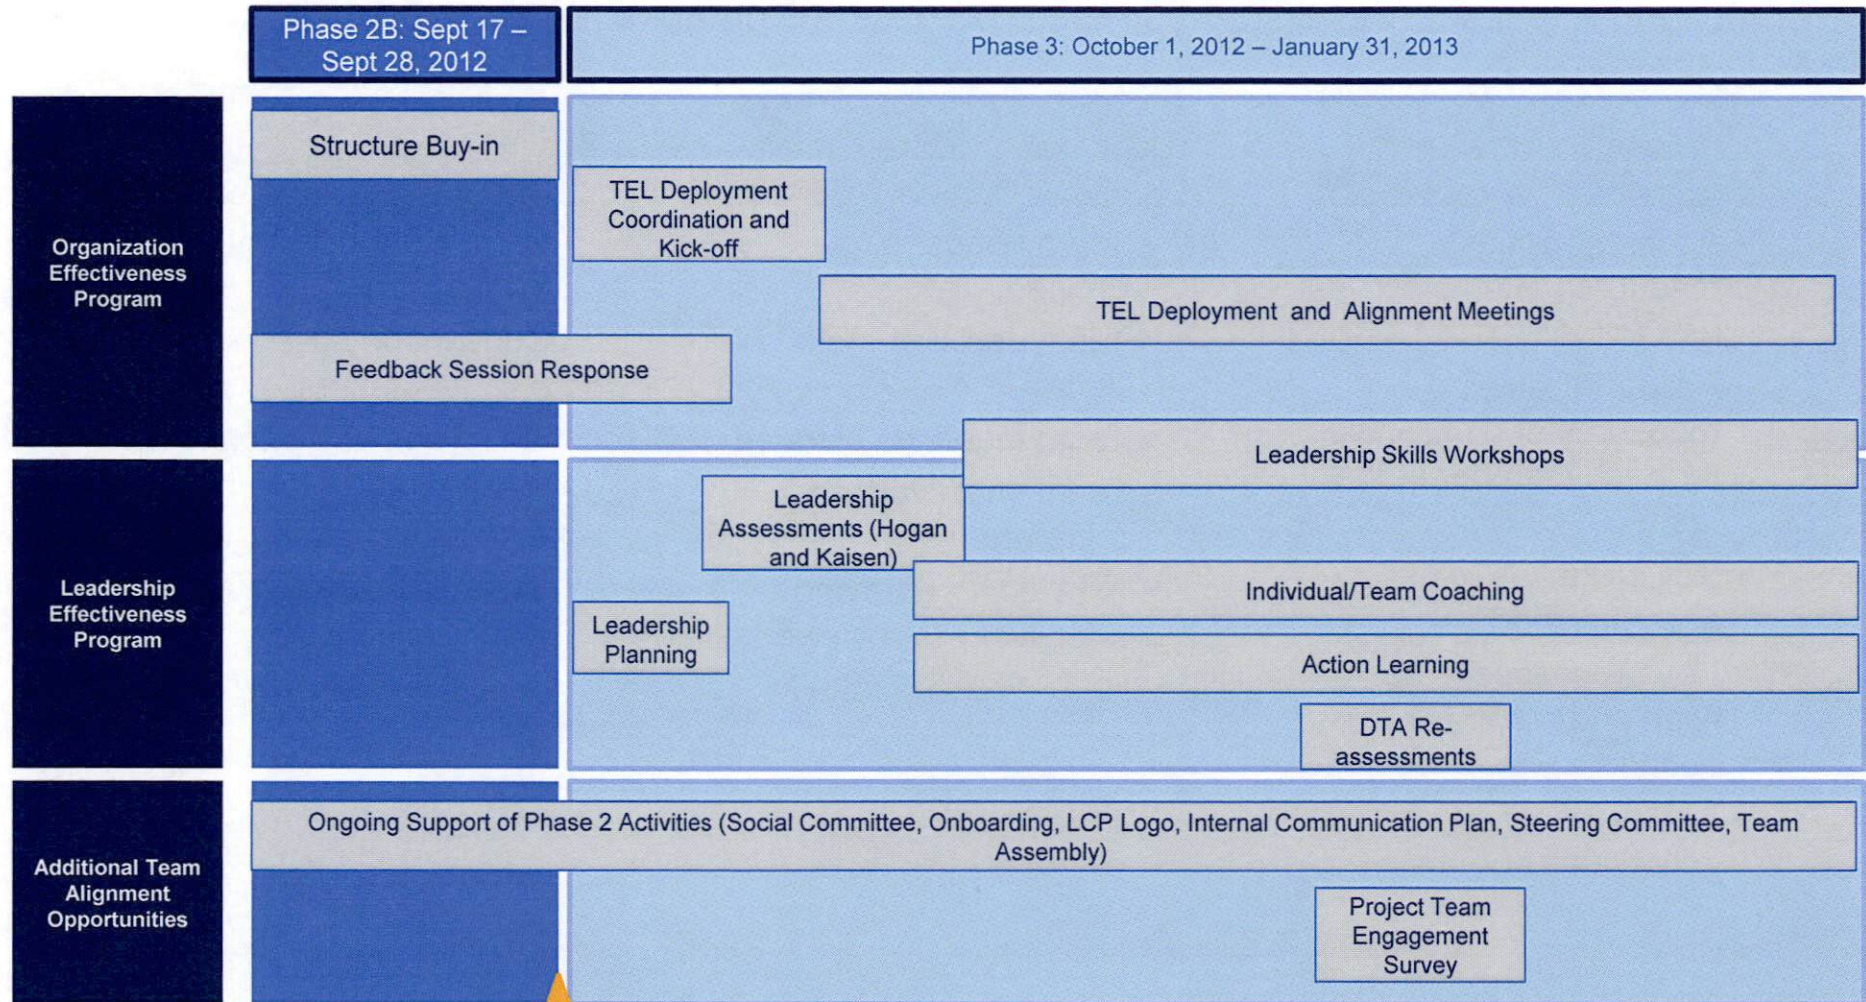 Phase 2B: Sept 17 –
Sept 28, 2012
Phase 3: October 1, 2012 – January 31, 2013
Organization
Effectiveness
Program
Structure Buy-in
TEL Deployment
Coordination and
Kick-off
TEL Deployment and Alignment Meetings
Feedback Session Response
Leadership Skills Workshops
Leadership
Effectiveness
Program
Leadership
Assessments (Hogan
and Kaisen)
Individual/Team Coaching
Leadership
Planning
Action Learning
DTA Re-
assessments
Additional Team
Alignment
Opportunities
Ongoing Support of Phase 2 Activities (Social Committee, Onboarding, LCP Logo, Internal Communication Plan, Steering Committee, Team
Assembly)
Project Team
Engagement
Survey